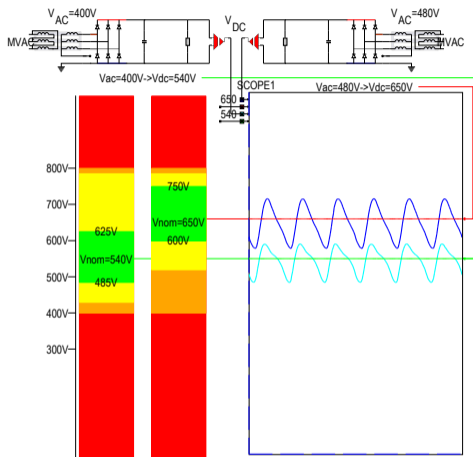 V AC =400V
V DC
V AC =480V
MVAC
MVAC
Vac=400V->Vdc=540V
SCOPE1
Vac=480V->Vdc=650V
650
540
800V
700V
600V
500V
400V
300V
625V
Vnom=540V
485V
750V
Vnom=650V
600V